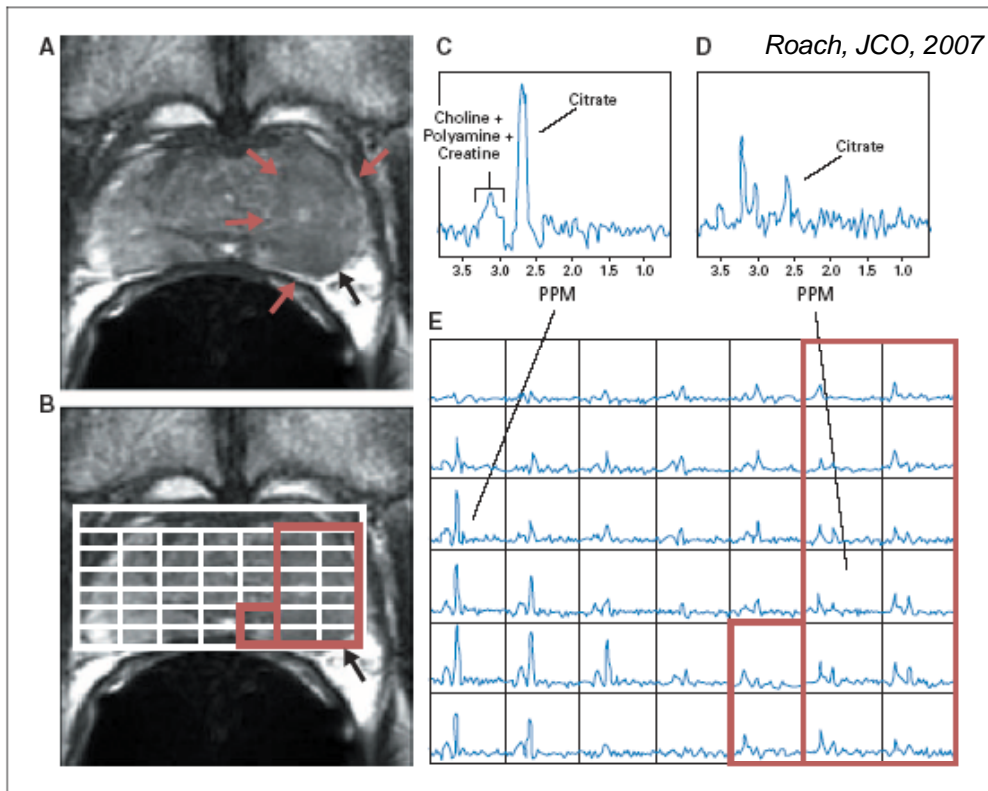 A
C
D
Roach, JCO, 2007
Choline +
Polyamine +
Creatine
Citrate
Citrate
3.5 3.0 2.5 2.0 1.5 1.0
3.5 3.0 2.5 2.0 1.5 1.0
PPM
PPM
B
E